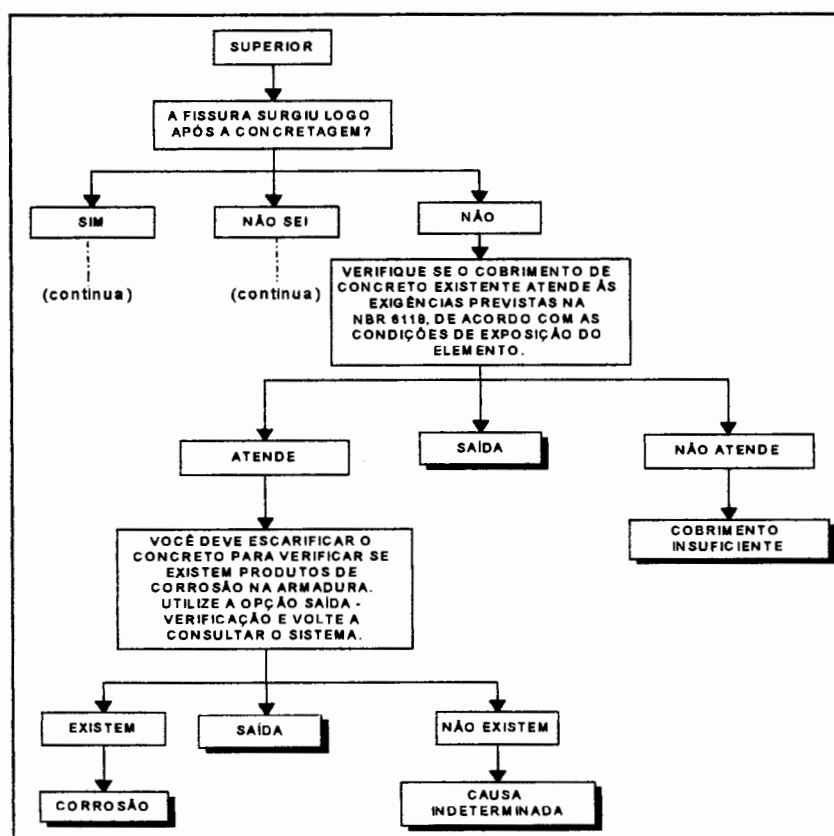 SUPERIOR
A FISSURA SURGIU LOGO
APÓS A CONCRETAGEM?
SIM
NÃO SEI
NÃO
(continua)
(continua)
VERIFIQUE SE O COBRIMENTO DE
CONCRETO EXISTENTE ATENDE ÀS
EXIGÊNCIAS PREVISTAS NA
NBR 6118, DE ACORDO COM AS
CONDIÇÕES DE EXPOSIÇÃO DO
ELEMENTO.
ATENDE
SAÍDA
NÃO ATENDE
VOCÊ DEVE ESCARIFICAR O
CONCRETO PARA VERIFICAR SE
EXISTEM PRODUTOS DE
CORROSÃO NA ARMADURA.
UTILIZE A OPÇÃO SAÍDA -
VERIFICAÇÃO E VOLTE A
CONSULTAR O SISTEMA.
COBRIMENTO
INSUFICIENTE
EXISTEM
SAÍDA
NÃO EXISTEM
CORROSÃO
CAUSA
INDETERMINADA